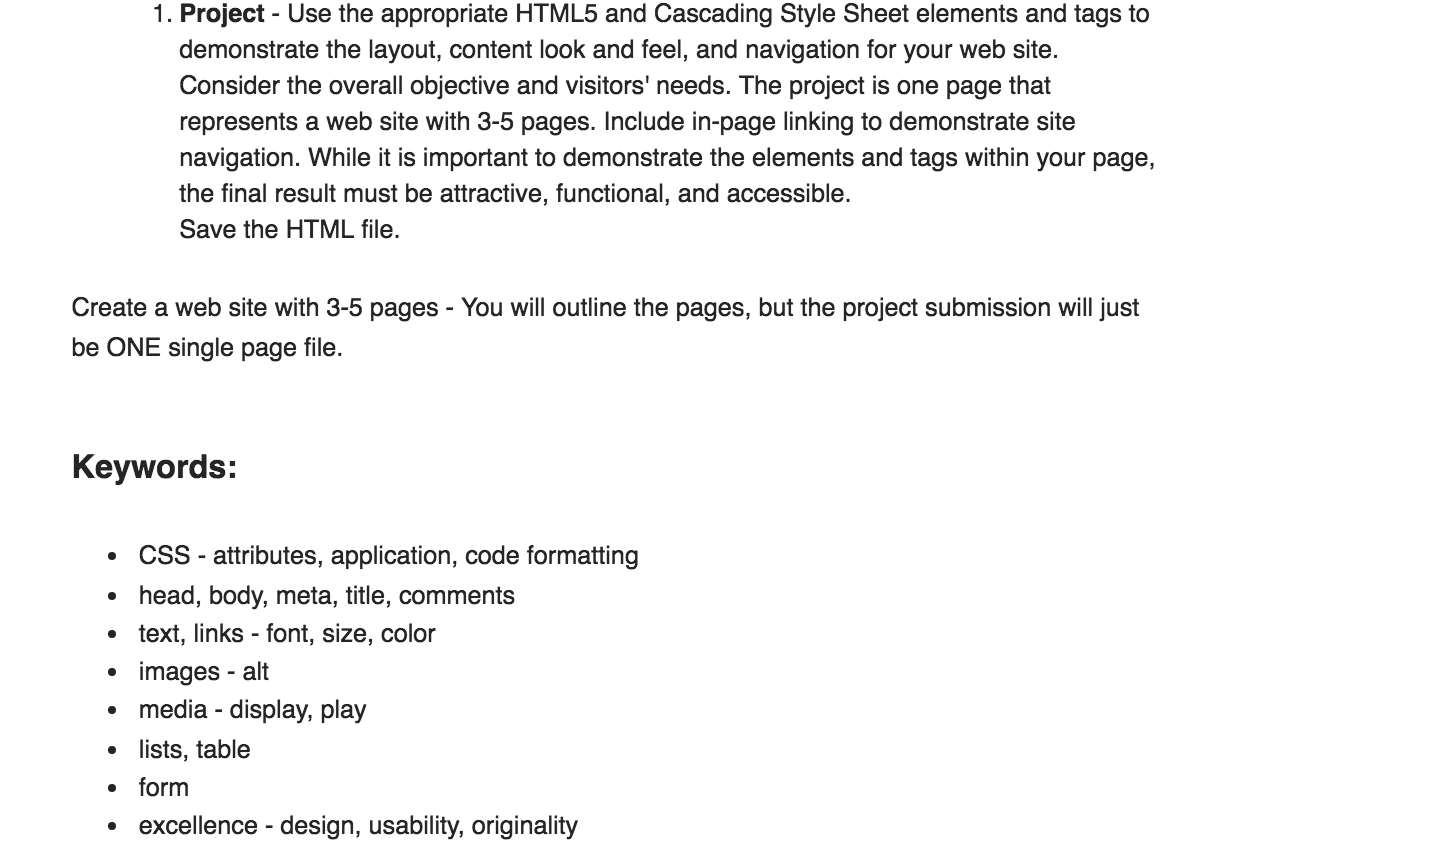 1. Project - Use the appropriate HTML5 and Cascading Style Sheet elements and tags to
demonstrate the layout, content look and feel, and navigation for your web site.
Consider the overall objective and visitors' needs. The project is one page that
represents a web site with 3-5 pages. Include in-page linking to demonstrate site
navigation. While it is important to demonstrate the elements and tags within your page,
the final result must be attractive, functional, and accessible.
Save the HTML file.
Create a web site with 3-5 pages - You will outline the pages, but the project submission will just
be ONE single page file.
Keywords:
• CSS - attributes, application, code formatting
• head, body, meta, title, comments
• text, links - font, size, color
• images - alt
• media - display, play
• lists, table
• form
• excellence - design, usability, originality